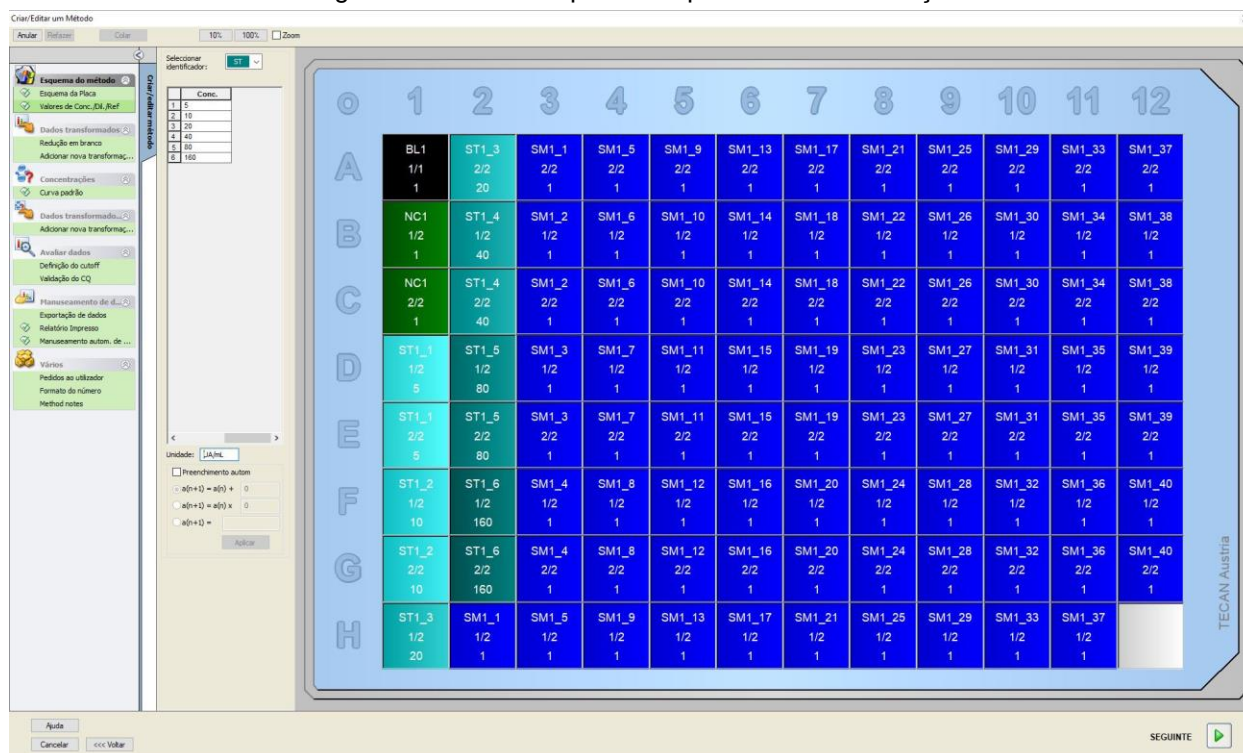 Criar/Editar um Método
Anular Refazer Colar 10% 100% Zoom
Criar/editar método
Esquema do método
Esquema da Placa
Valores de Conc./Dil./Ref
Dados transformados
Redução em branco
Adicionar nova transformaç...
Concentrações
Curva padrão
Dados transformado...
Adicionar nova transformaç...
Avaliar dados
Definição do cutoff
Validação do CQ
Manuseamento de d...
Exportação de dados
Relatório Impresso
Manuseamento autom. de ...
Vários
Pedidos ao utilizador
Formato do número
Method notes
Seleccionar
identificador: ST
Conc.
1 5
2 10
3 20
4 40
5 80
6 160
Unidade: UA/mL
Preenchimento autom
a(n+1) = a(n) + 0
a(n+1) = a(n) x 0
a(n+1) =
Aplicar
1 2 3 4 5 6 7 8 9 10 11 12
A
BL1 ST1_3 SM1_1 SM1_5 SM1_9 SM1_13 SM1_17 SM1_21 SM1_25 SM1_29 SM1_33 SM1_37
1/1 2/2 2/2 2/2 2/2 2/2 2/2 2/2 2/2 2/2 2/2 2/2
1 20 1 1 1 1 1 1 1 1 1 1
B
NC1 ST1_4 SM1_2 SM1_6 SM1_10 SM1_14 SM1_18 SM1_22 SM1_26 SM1_30 SM1_34 SM1_38
1/2 1/2 1/2 1/2 1/2 1/2 1/2 1/2 1/2 1/2 1/2 1/2
1 40 1 1 1 1 1 1 1 1 1 1
C
NC1 ST1_4 SM1_2 SM1_6 SM1_10 SM1_14 SM1_18 SM1_22 SM1_26 SM1_30 SM1_34 SM1_38
2/2 2/2 2/2 2/2 2/2 2/2 2/2 2/2 2/2 2/2 2/2 2/2
1 40 1 1 1 1 1 1 1 1 1 1
D
ST1_1 ST1_5 SM1_3 SM1_7 SM1_11 SM1_15 SM1_19 SM1_23 SM1_27 SM1_31 SM1_35 SM1_39
1/2 1/2 1/2 1/2 1/2 1/2 1/2 1/2 1/2 1/2 1/2 1/2
5 80 1 1 1 1 1 1 1 1 1 1
E
ST1_1 ST1_5 SM1_3 SM1_7 SM1_11 SM1_15 SM1_19 SM1_23 SM1_27 SM1_31 SM1_35 SM1_39
2/2 2/2 2/2 2/2 2/2 2/2 2/2 2/2 2/2 2/2 2/2 2/2
5 80 1 1 1 1 1 1 1 1 1 1
F
ST1_2 ST1_6 SM1_4 SM1_8 SM1_12 SM1_16 SM1_20 SM1_24 SM1_28 SM1_32 SM1_36 SM1_40
1/2 1/2 1/2 1/2 1/2 1/2 1/2 1/2 1/2 1/2 1/2 1/2
10 160 1 1 1 1 1 1 1 1 1 1
G
ST1_2 ST1_6 SM1_4 SM1_8 SM1_12 SM1_16 SM1_20 SM1_24 SM1_28 SM1_32 SM1_36 SM1_40
2/2 2/2 2/2 2/2 2/2 2/2 2/2 2/2 2/2 2/2 2/2 2/2
10 160 1 1 1 1 1 1 1 1 1 1
H
ST1_3 SM1_1 SM1_5 SM1_9 SM1_13 SM1_17 SM1_21 SM1_25 SM1_29 SM1_33 SM1_37
1/2 1/2 1/2 1/2 1/2 1/2 1/2 1/2 1/2 1/2 1/2
20 1 1 1 1 1 1 1 1 1 1
TECAN Austria
Ajuda
Cancelar <<< Voltar
SEGUINTE